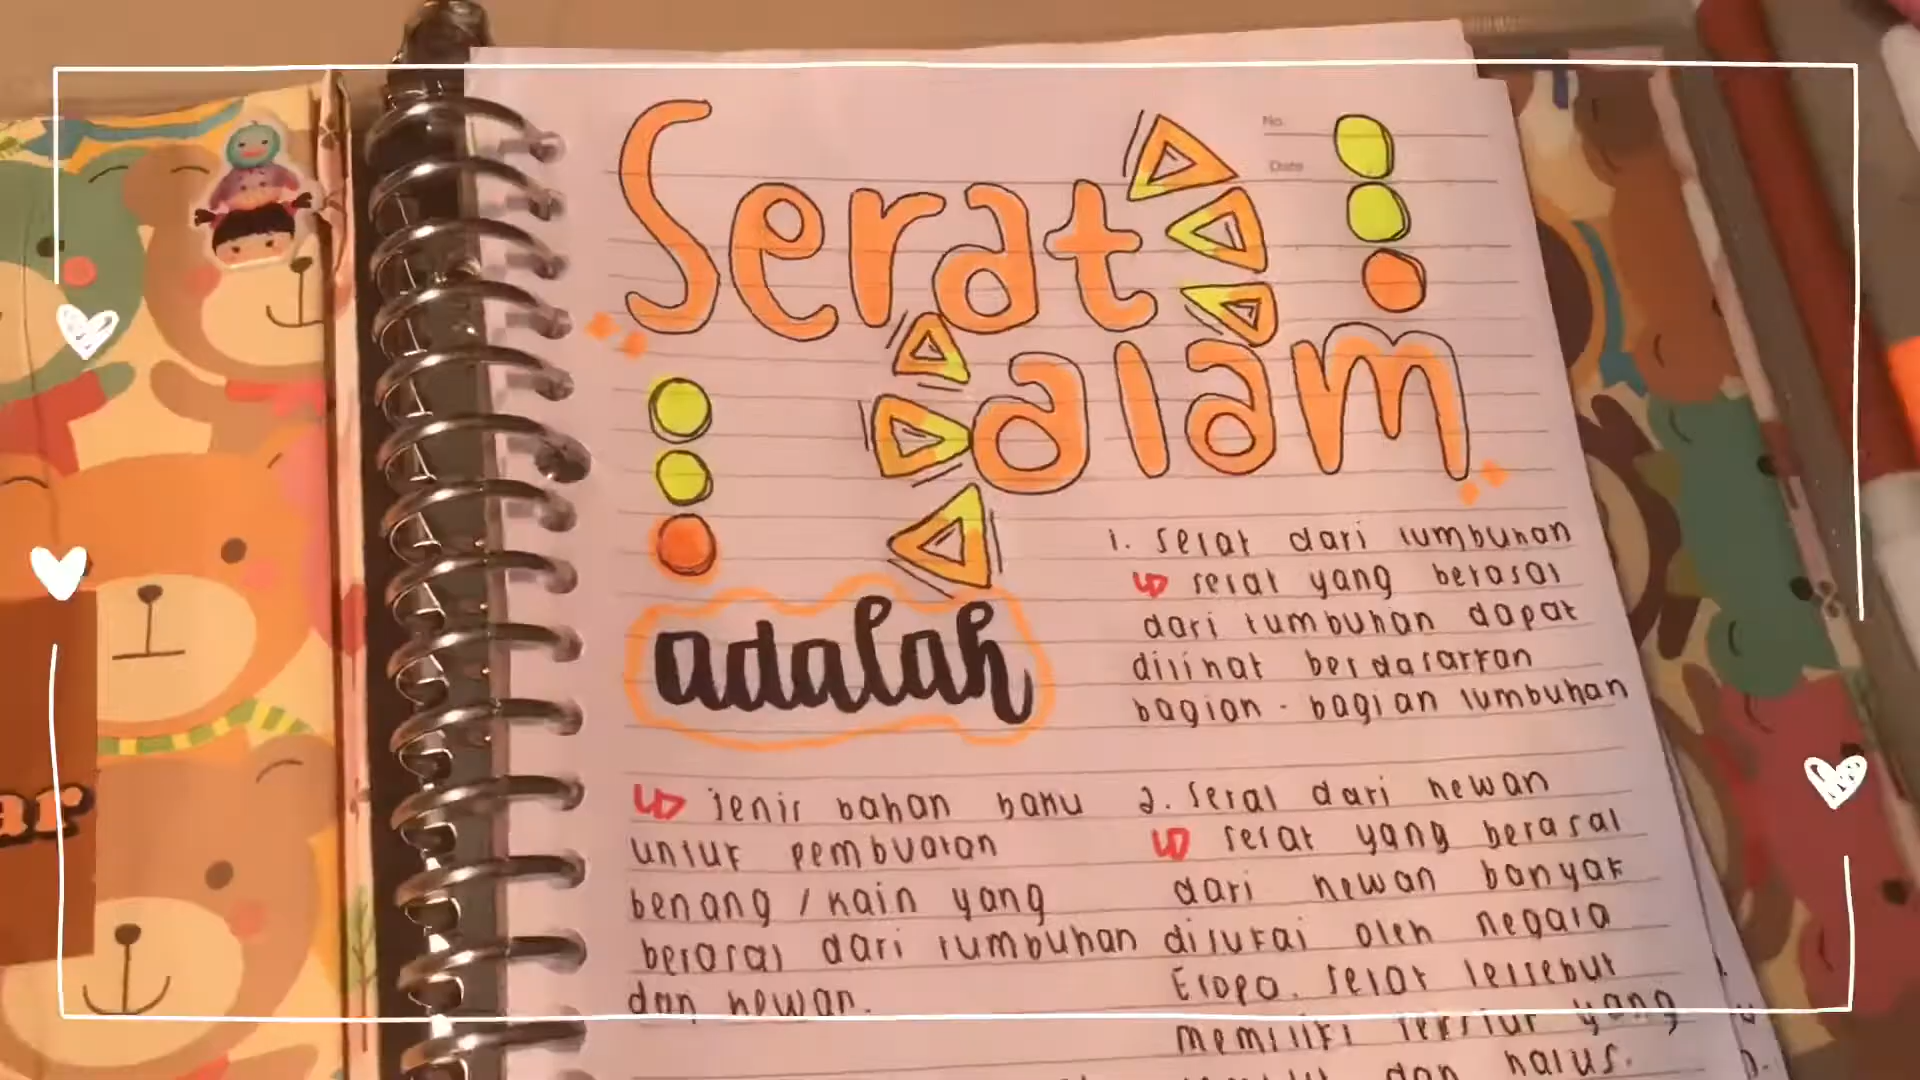 No.
Date
Serat
alam
adalah
↳ jenis bahan baku
untuk pembuatan
benang / kain yang
berasal dari tumbuhan
dan hewan.
1. serat dari tumbuhan
↳ serat yang berasal
dari tumbuhan dapat
dilihat berdasarkan
bagian - bagian tumbuhan
2. serat dari hewan
↳ serat yang berasal
dari hewan banyak
disukai oleh negara
Eropa. serat tersebut
memiliki tekstur yang
dan halus.
ar